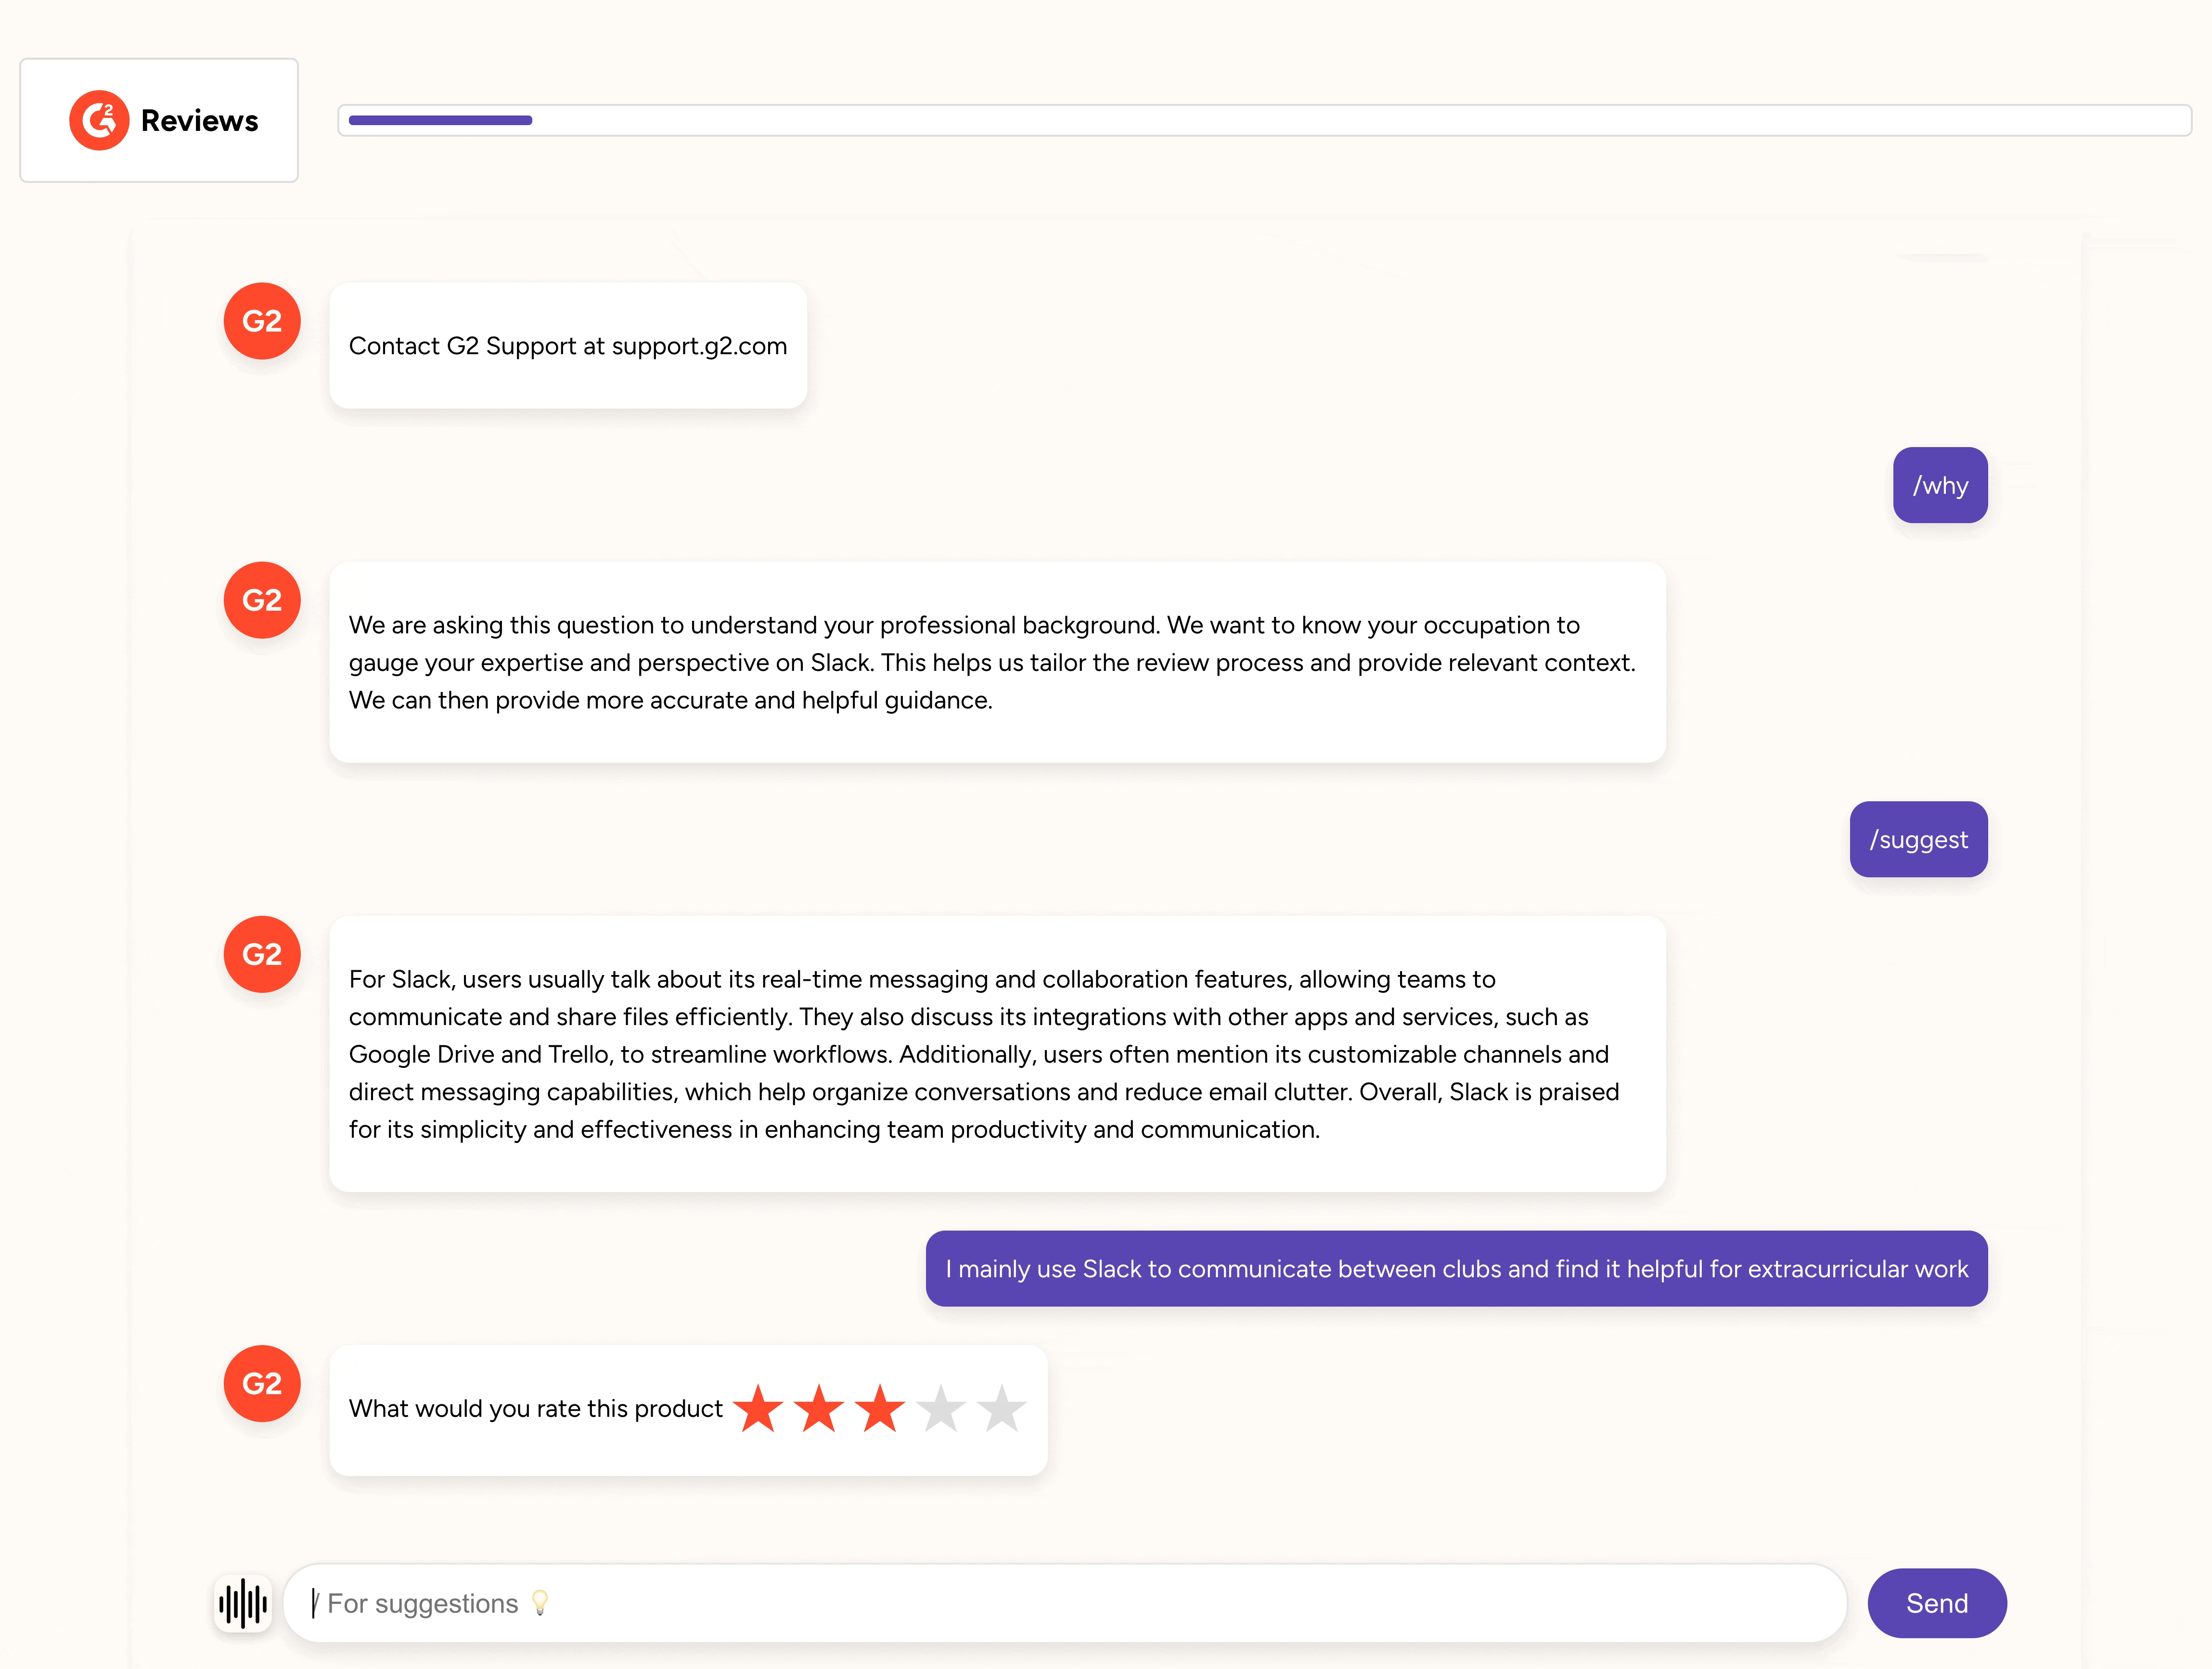 G2 Reviews
G2
Contact G2 Support at support.g2.com
/why
G2
We are asking this question to understand your professional background. We want to know your occupation to
gauge your expertise and perspective on Slack. This helps us tailor the review process and provide relevant context.
We can then provide more accurate and helpful guidance.
/suggest
G2
For Slack, users usually talk about its real-time messaging and collaboration features, allowing teams to
communicate and share files efficiently. They also discuss its integrations with other apps and services, such as
Google Drive and Trello, to streamline workflows. Additionally, users often mention its customizable channels and
direct messaging capabilities, which help organize conversations and reduce email clutter. Overall, Slack is praised
for its simplicity and effectiveness in enhancing team productivity and communication.
I mainly use Slack to communicate between clubs and find it helpful for extracurricular work
G2
What would you rate this product
/ For suggestions 💡
Send